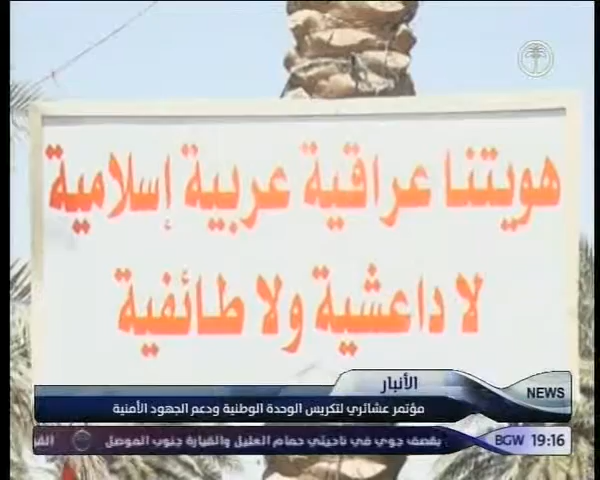 هويتنا عراقية عربية إسلامية
لا داعشية ولا طائفية
الأنبار
NEWS
مؤتمر عشائري لتكريس الوحدة الوطنية ودعم الجهود الأمنية
BGW 19:16
يقصف جوي في ناحيتي حمام العليل والقيارة جنوب الموصل